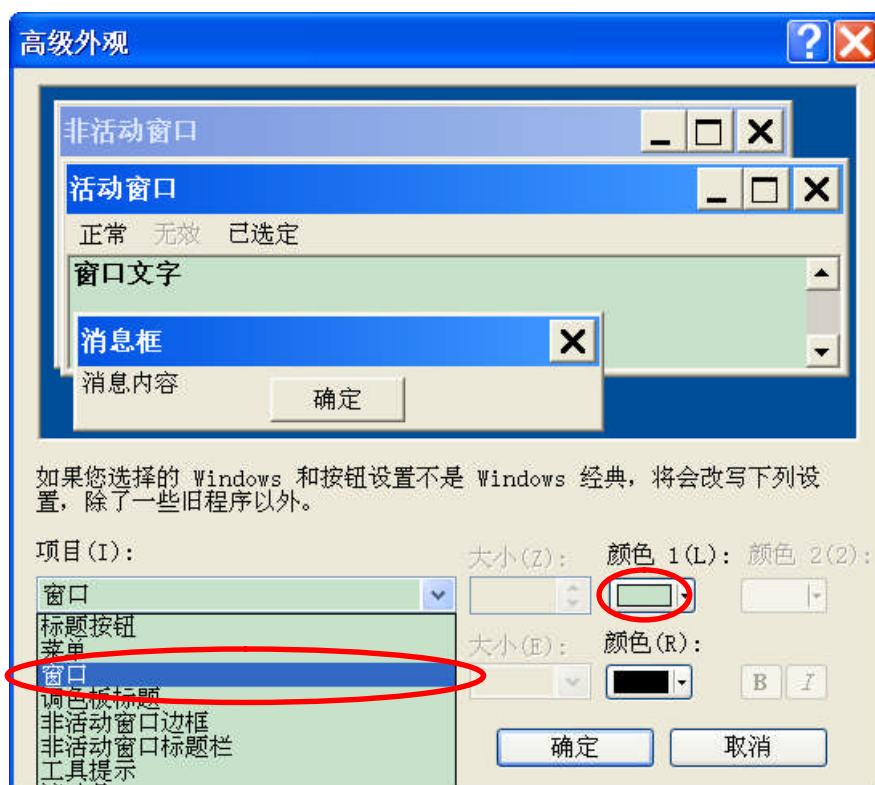 高级外观
非活动窗口
活动窗口
正常 无效 已选定
窗口文字
消息框
消息内容
确定
如果您选择的 Windows 和按钮设置不是 Windows 经典，将会改写下列设
置，除了一些旧程序以外。
项目(I):
大小(Z): 颜色 1(L): 颜色 2(2):
窗口
标题按钮
菜单
大小(E): 颜色(R):
窗口
调色板标题
B I
非活动窗口边框
非活动窗口标题栏
确定 取消
工具提示